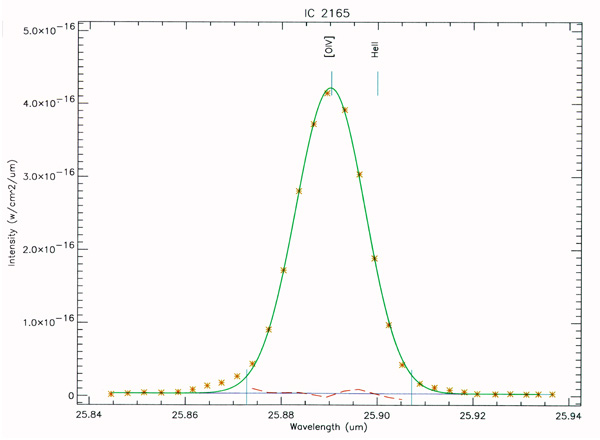 IC 2165
[OIV]
HeII
5.0×10-16
4.0×10-16
3.0×10-16
2.0×10-16
1.0×10-16
0
Intensity (w/cm^2/um)
25.84
25.86
25.88
25.90
25.92
25.94
Wavelength (um)